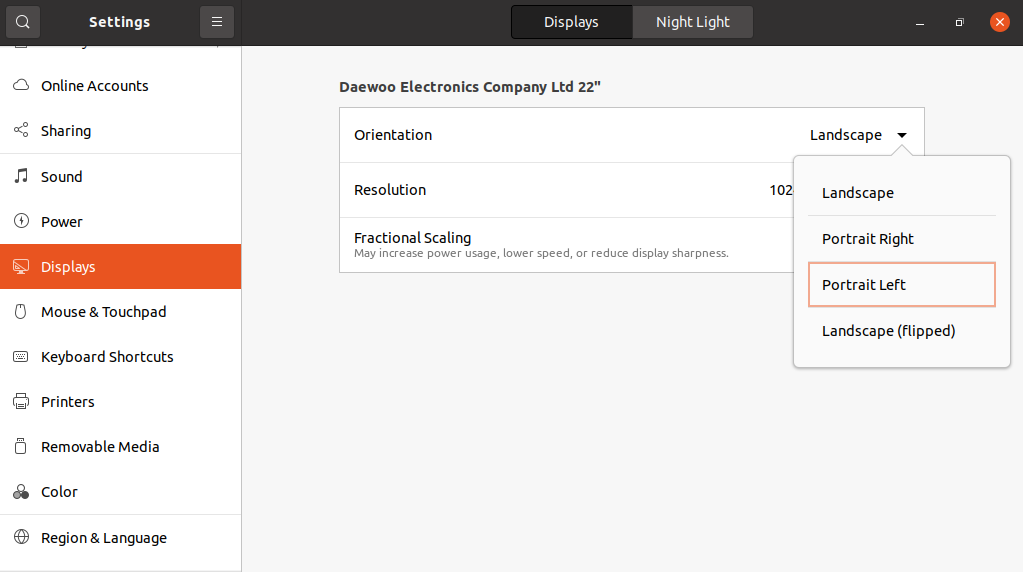 Settings
Displays
Night Light
Online Accounts
Sharing
Sound
Power
Displays
Mouse & Touchpad
Keyboard Shortcuts
Printers
Removable Media
Color
Region & Language
Daewoo Electronics Company Ltd 22"
Orientation
Landscape
Resolution
102
Fractional Scaling
May increase power usage, lower speed, or reduce display sharpness.
Landscape
Portrait Right
Portrait Left
Landscape (flipped)